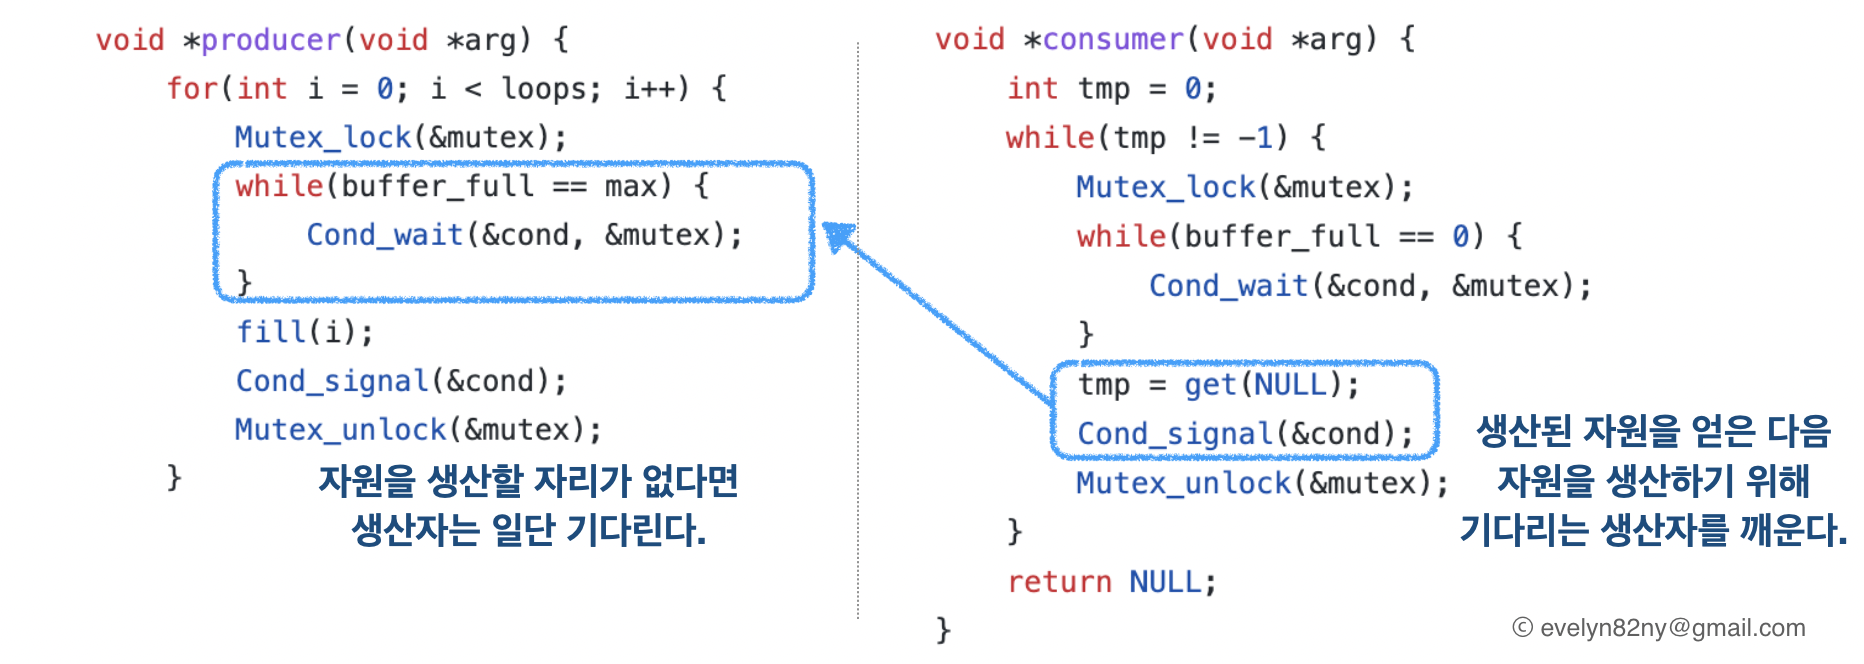 void *producer(void *arg) {
    for(int i = 0; i < loops; i++) {
        Mutex_lock(&mutex);
        while(buffer_full == max) {
            Cond_wait(&cond, &mutex);
        }
        fill(i);
        Cond_signal(&cond);
        Mutex_unlock(&mutex);
    }
자원을 생산할 자리가 없다면
생산자는 일단 기다린다.
void *consumer(void *arg) {
    int tmp = 0;
    while(tmp != -1) {
        Mutex_lock(&mutex);
        while(buffer_full == 0) {
            Cond_wait(&cond, &mutex);
        }
        tmp = get(NULL);
        Cond_signal(&cond);
        Mutex_unlock(&mutex);
    }
    return NULL;
}
생산된 자원을 얻은 다음
자원을 생산하기 위해
기다리는 생산자를 깨운다.
© evelyn82ny@gmail.com